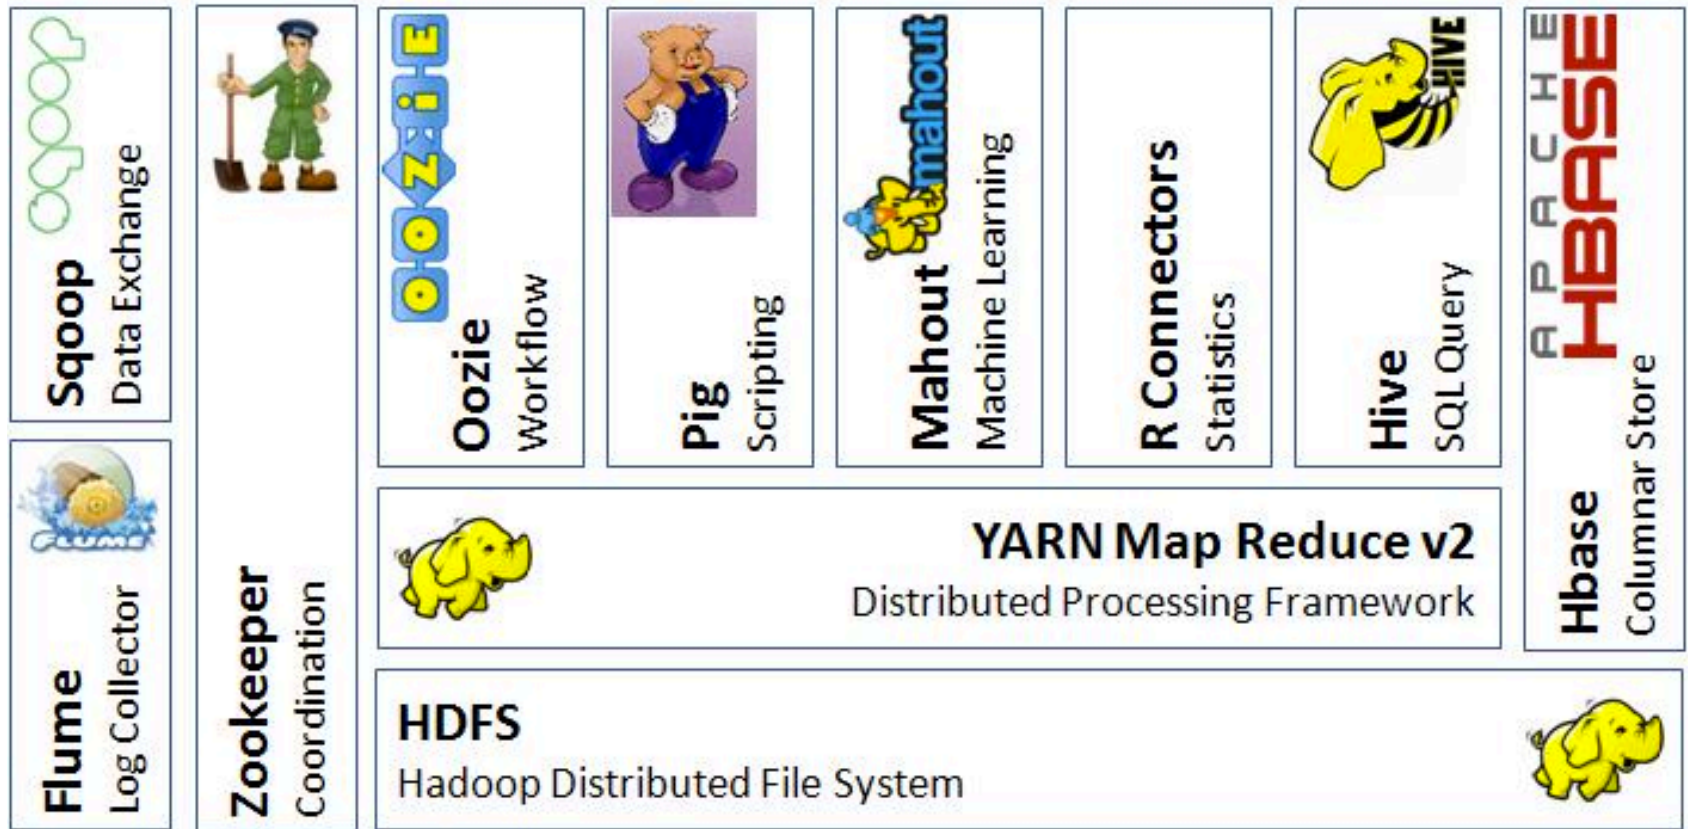 sqoop
Sqoop
Data Exchange
FLUME
Flume
Log Collector
Zookeeper
Coordination
OOZiE
Oozie
Workflow
Pig
Scripting
mahout
Mahout
Machine Learning
R Connectors
Statistics
HIVE
Hive
SQL Query
APACHE
HBASE
Hbase
Columnar Store
YARN Map Reduce v2
Distributed Processing Framework
HDFS
Hadoop Distributed File System